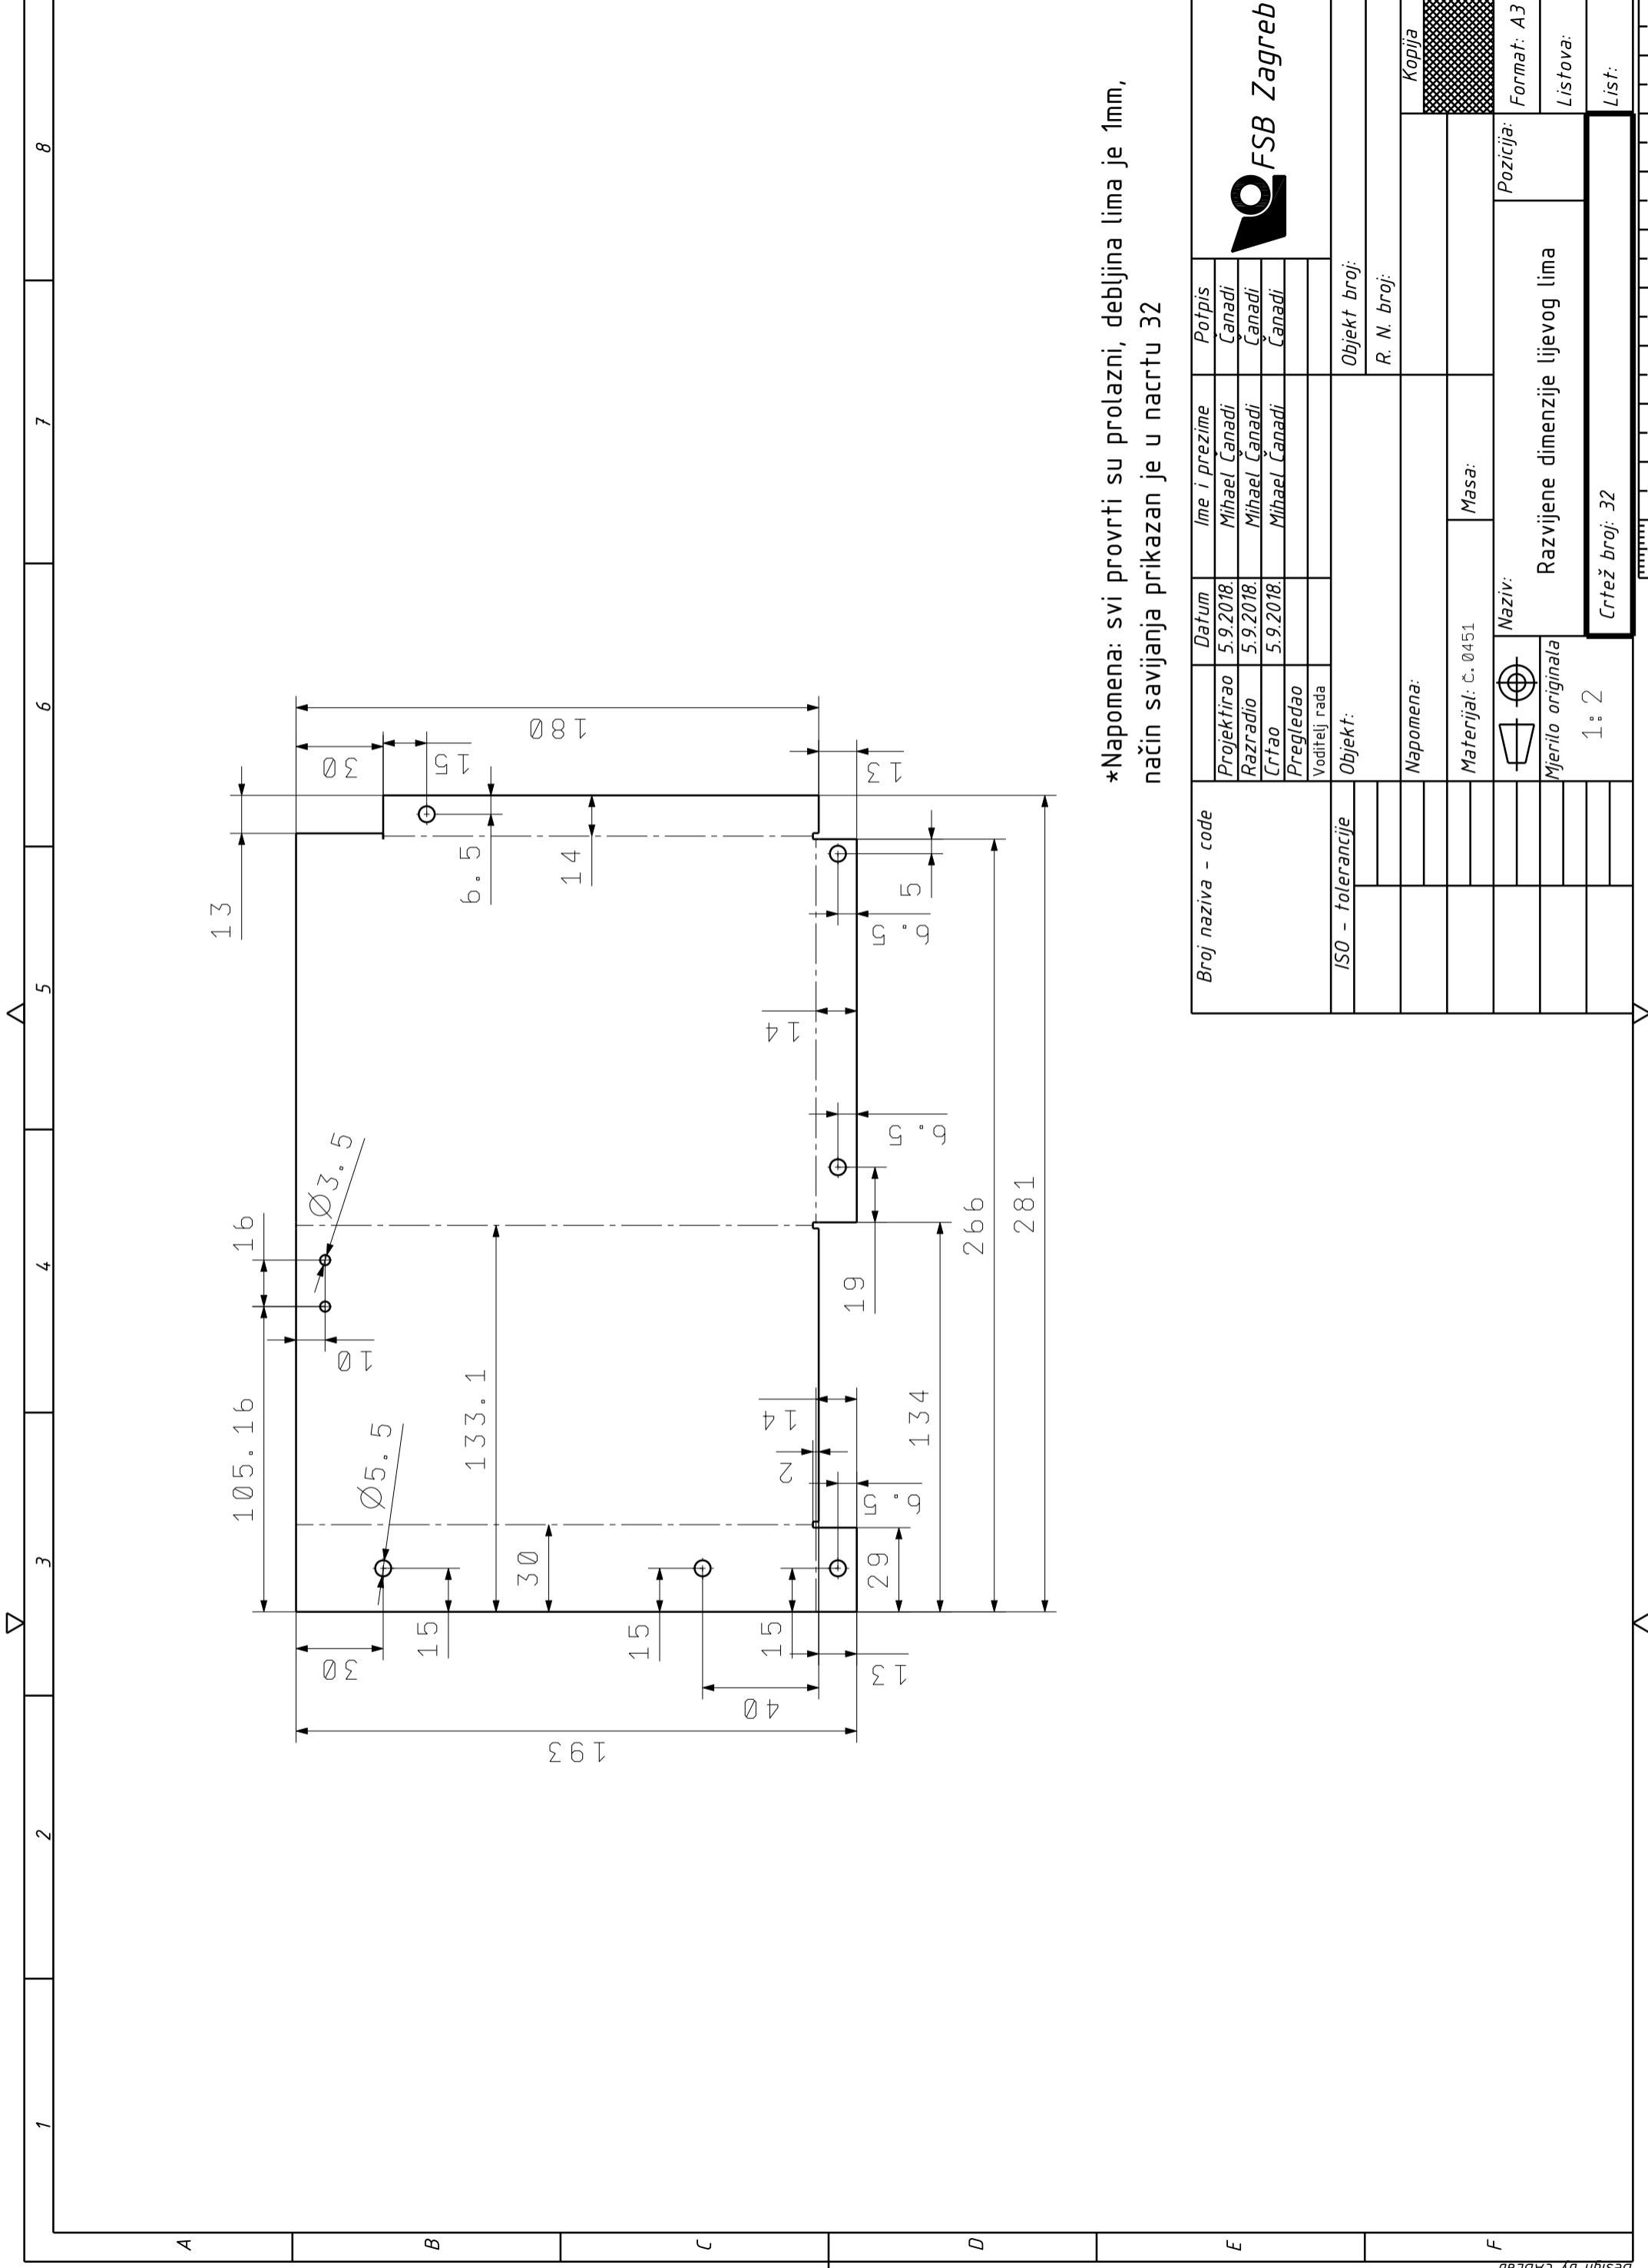 1
2
3
4
5
6
7
8
A
B
C
D
E
F
105.16
16
13
Ø3.5
Ø5.5
10
133.1
30
15
15
15
30
40
193
13
29
6.5
2
14
134
19
6.5
14
266
281
5
6.5
14
6.5
30
15
180
13
*Napomena: svi provrti su prolazni, debljina lima je 1mm,
način savijanja prikazan je u nacrtu 32
Broj naziva - code
Datum Ime i prezime Potpis
Projektirao 5.9.2018. Mihael Čanadi Čanadi
Razradio 5.9.2018. Mihael Čanadi Čanadi
Crtao 5.9.2018. Mihael Čanadi Čanadi
Pregledao
Voditelj rada
FSB Zagreb
ISO - tolerancije
Objekt:
Objekt broj:
R. N. broj:
Napomena:
Kopija
Materijal: Č.0451
Masa:
Naziv:
Razvijene dimenzije lijevog lima
Pozicija:
Format: A3
Mjerilo originala
1:2
Listova:
Crtež broj: 32
List:
Design by CADLab